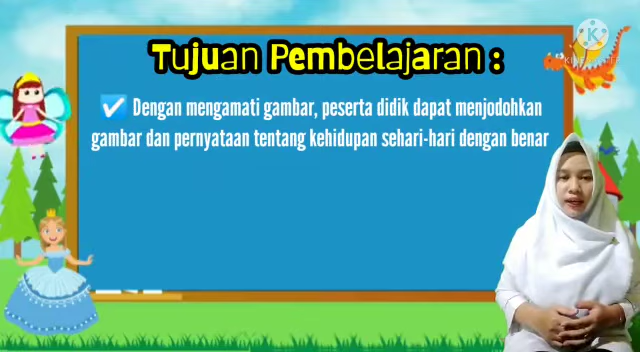 Tujuan Pembelajaran :
✅ Dengan mengamati gambar, peserta didik dapat menjodohkan
gambar dan pernyataan tentang kehidupan sehari-hari dengan benar